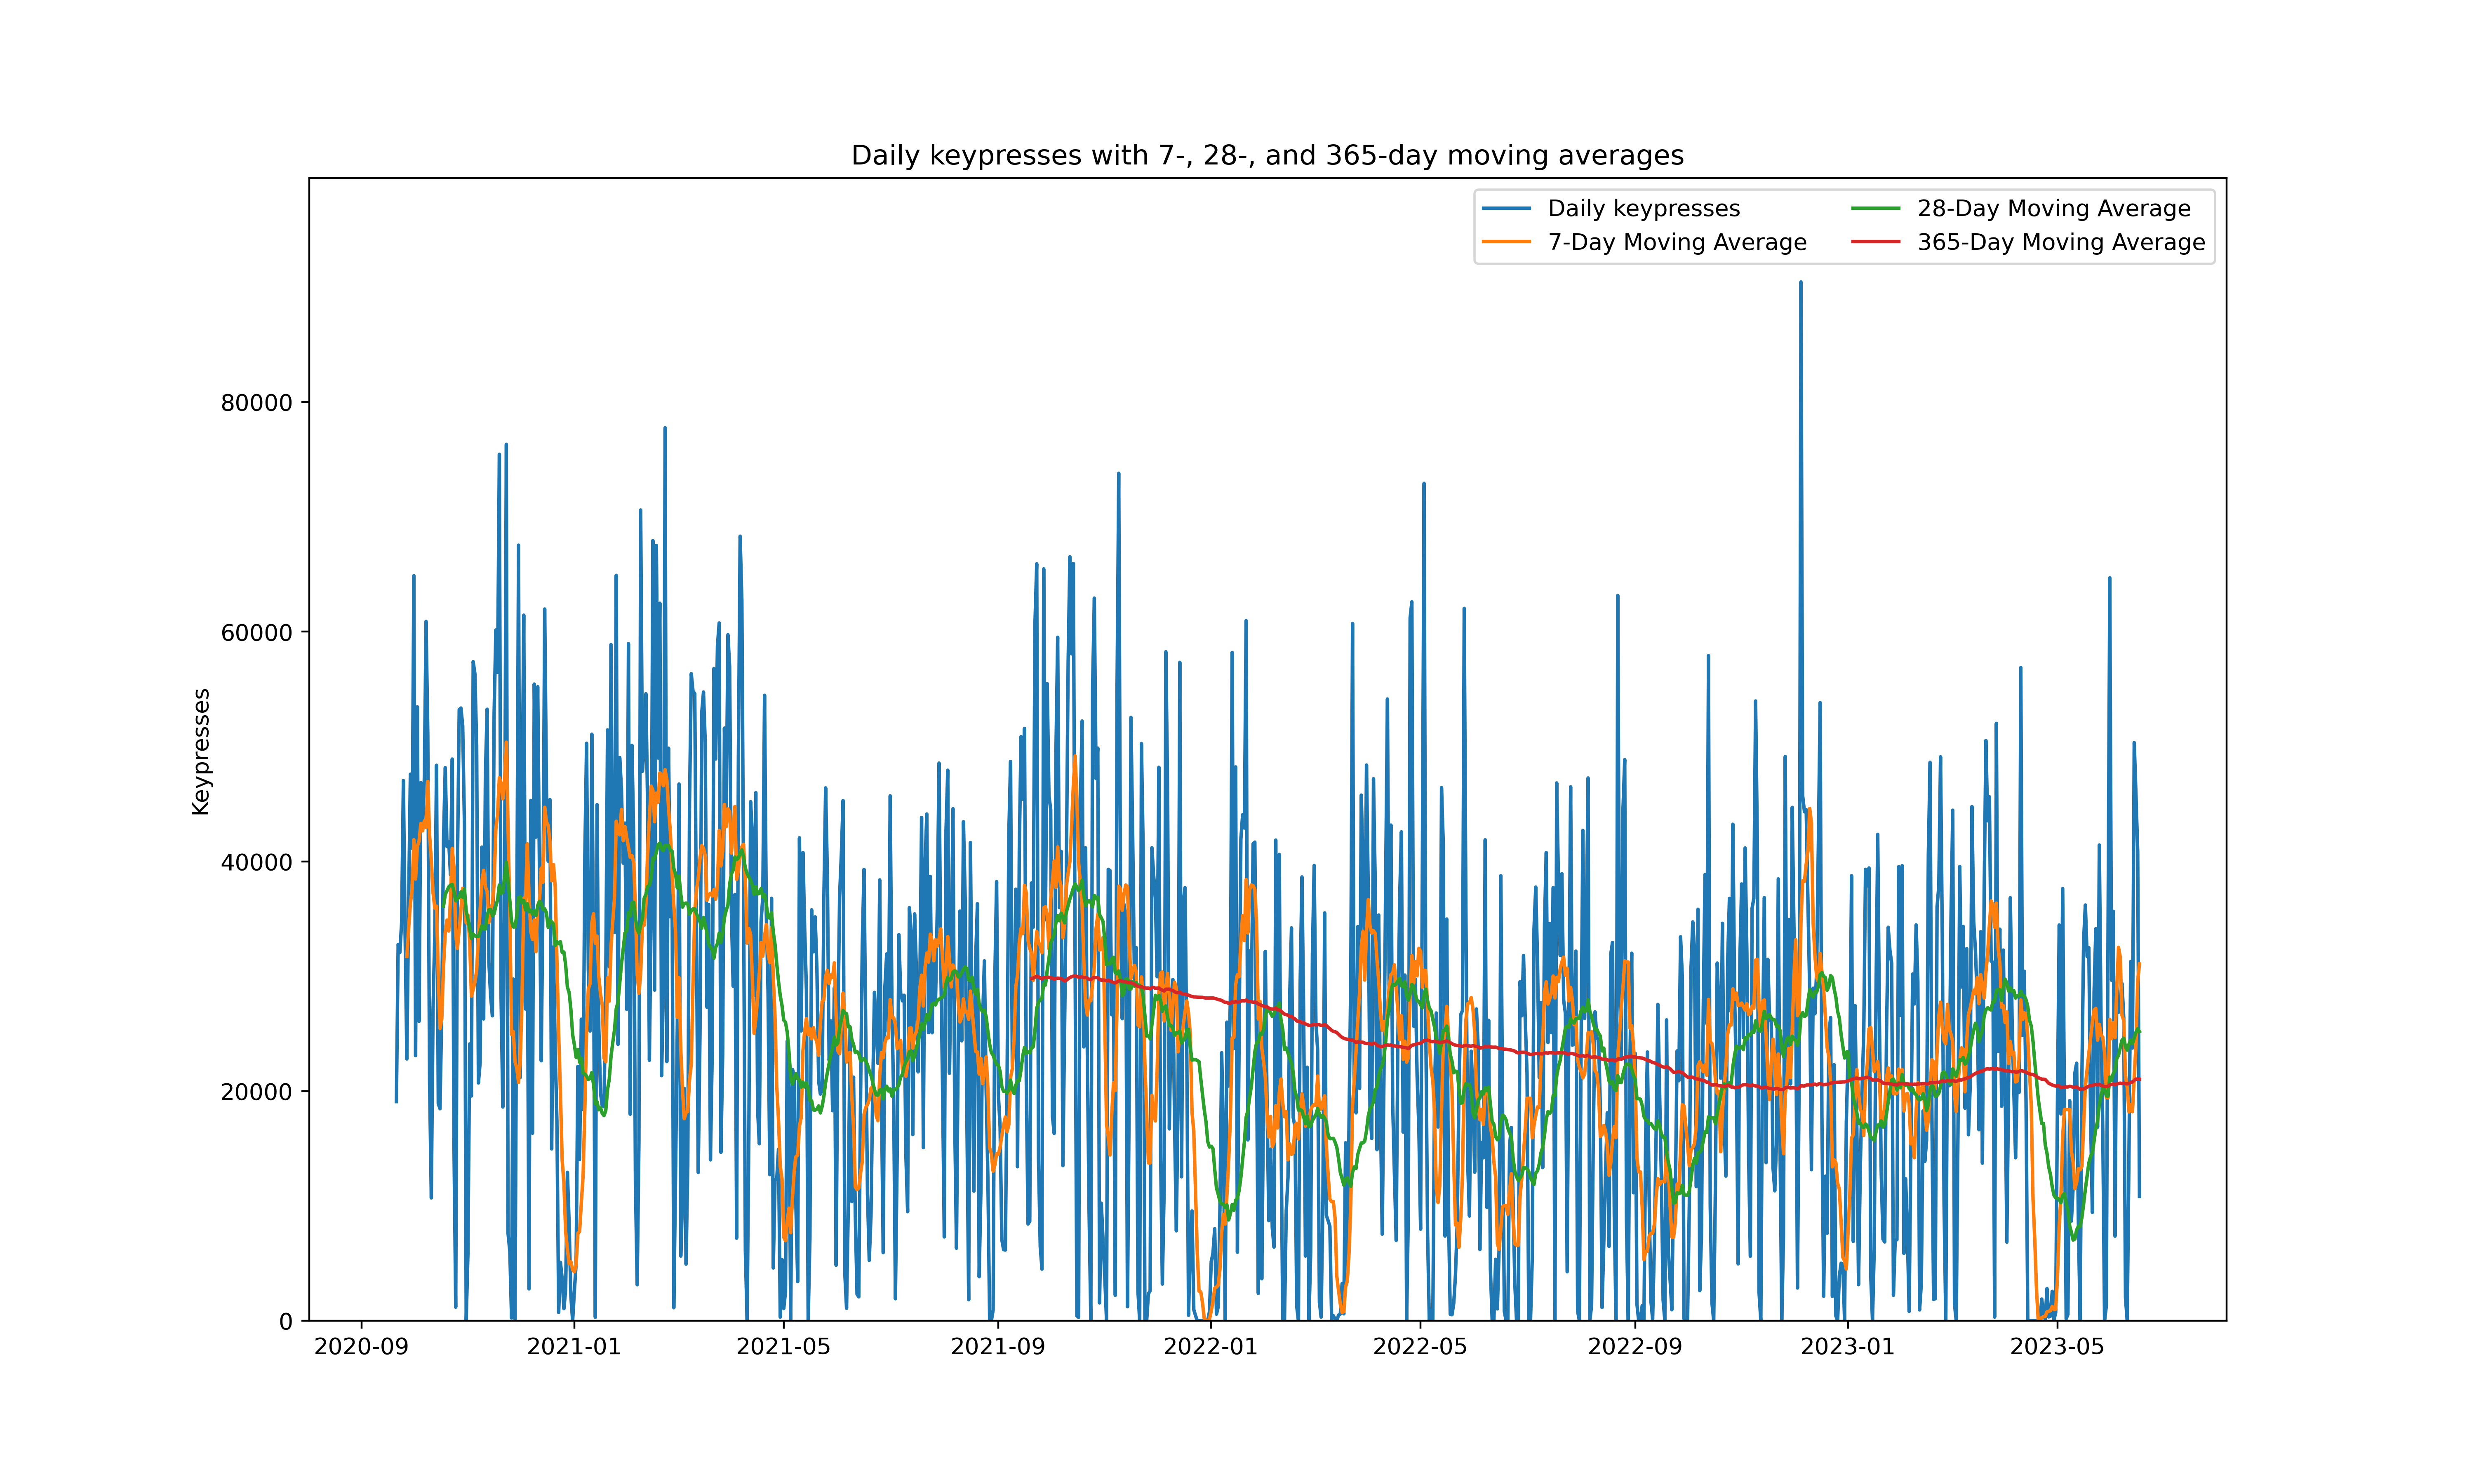 Daily keypresses with 7-, 28-, and 365-day moving averages
Daily keypresses
7-Day Moving Average
28-Day Moving Average
365-Day Moving Average
Keypresses
80000
60000
40000
20000
0
2020-09 2021-01 2021-05 2021-09 2022-01 2022-05 2022-09 2023-01 2023-05